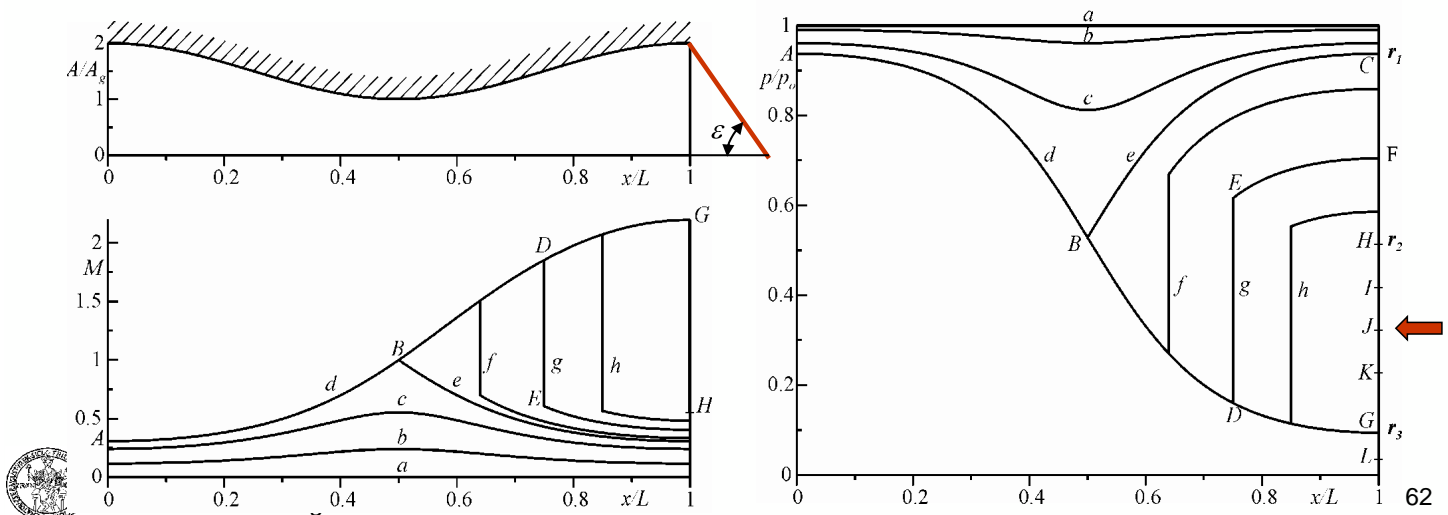 2
A/A_g
1
0
ε
0 0.2 0.4 0.6 0.8 x/L 1
2
M
1.5
1
0.5
A
0
B
D
G
E
H
a
b
c
d
e
f
g
h
0 0.2 0.4 0.6 0.8 x/L 1
1
A
p/p_o
0.8
0.6
0.4
0.2
0
a
b
c
d
e
f
g
h
B
C
D
E
r_1
F
H r_2
I
J
K
G r_3
L
0 0.2 0.4 0.6 0.8 x/L 1
62